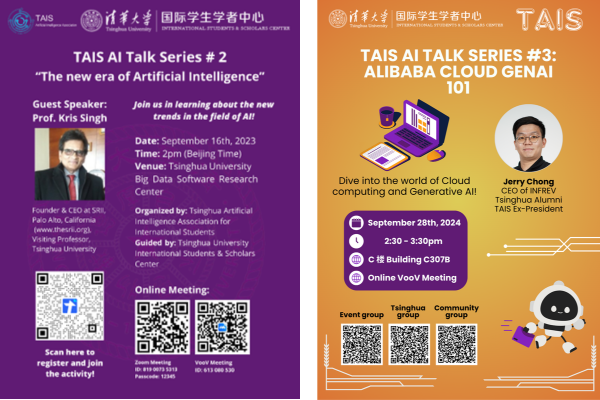 TAIS
Artificial Intelligence Association
清华大学
Tsinghua University
国际学生学者中心
INTERNATIONAL STUDENTS & SCHOLARS CENTER
TAIS AI Talk Series # 2
“The new era of Artificial Intelligence”
Guest Speaker:
Prof. Kris Singh
Founder & CEO at SRII,
Palo Alto, California
(www.thesrii.org),
Visiting Professor,
Tsinghua University
Scan here to
register and join
the activity!
Join us in learning about the new
trends in the field of AI!
Date: September 16th, 2023
Time: 2pm (Beijing Time)
Venue: Tsinghua University
Big Data Software Research
Center
Organized by: Tsinghua Artificial
Intelligence Association for
International Students
Guided by: Tsinghua University
International Students & Scholars
Center
Online Meeting:
Zoom Meeting
ID: 819 0073 5313
Passcode: 12345
VooV Meeting
ID: 613 080 530
清华大学
Tsinghua University
国际学生学者中心
INTERNATIONAL STUDENTS & SCHOLARS CENTER
TAIS
TAIS AI TALK SERIES #3:
ALIBABA CLOUD GENAI
101
Dive into the world of Cloud
computing and Generative AI!
Jerry Chong
CEO of INFREV
Tsinghua Alumni
TAIS Ex-President
September 28th, 2024
2:30 - 3:30pm
C 楼 Building C307B
Online VooV Meeting
Event group
Tsinghua
group
Community
group